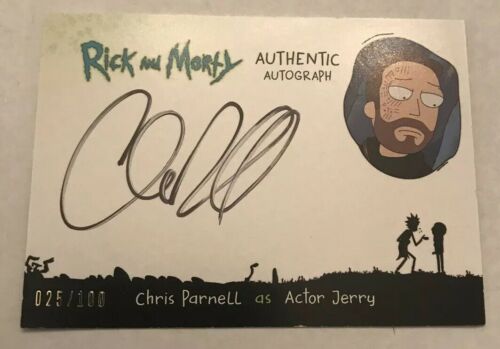 Rick and Morty
AUTHENTIC
AUTOGRAPH
025/100
Chris Parnell as Actor Jerry